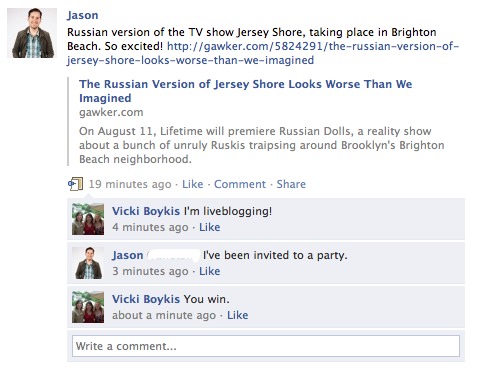 Jason
Russian version of the TV show Jersey Shore, taking place in Brighton
Beach. So excited! http://gawker.com/5824291/the-russian-version-of-
jersey-shore-looks-worse-than-we-imagined
The Russian Version of Jersey Shore Looks Worse Than We
Imagined
gawker.com
On August 11, Lifetime will premiere Russian Dolls, a reality show
about a bunch of unruly Ruskis traipsing around Brooklyn's Brighton
Beach neighborhood.
19 minutes ago · Like · Comment · Share
Vicki Boykis I'm liveblogging!
4 minutes ago · Like
Jason I've been invited to a party.
3 minutes ago · Like
Vicki Boykis You win.
about a minute ago · Like
Write a comment...